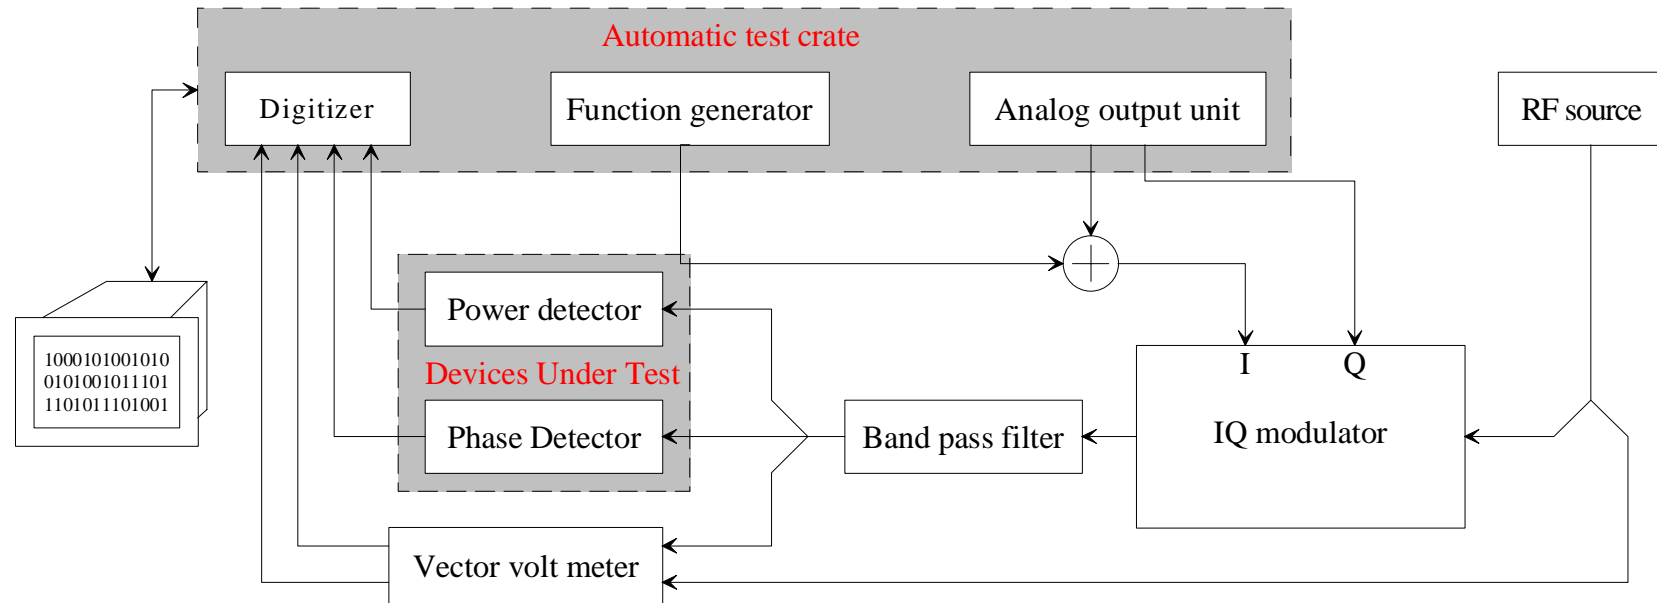 Automatic test crate
Digitizer
Function generator
Analog output unit
RF source
Power detector
Devices Under Test
Phase Detector
1000101001010
0101001011101
1101011101001
I
Q
IQ modulator
Band pass filter
Vector volt meter